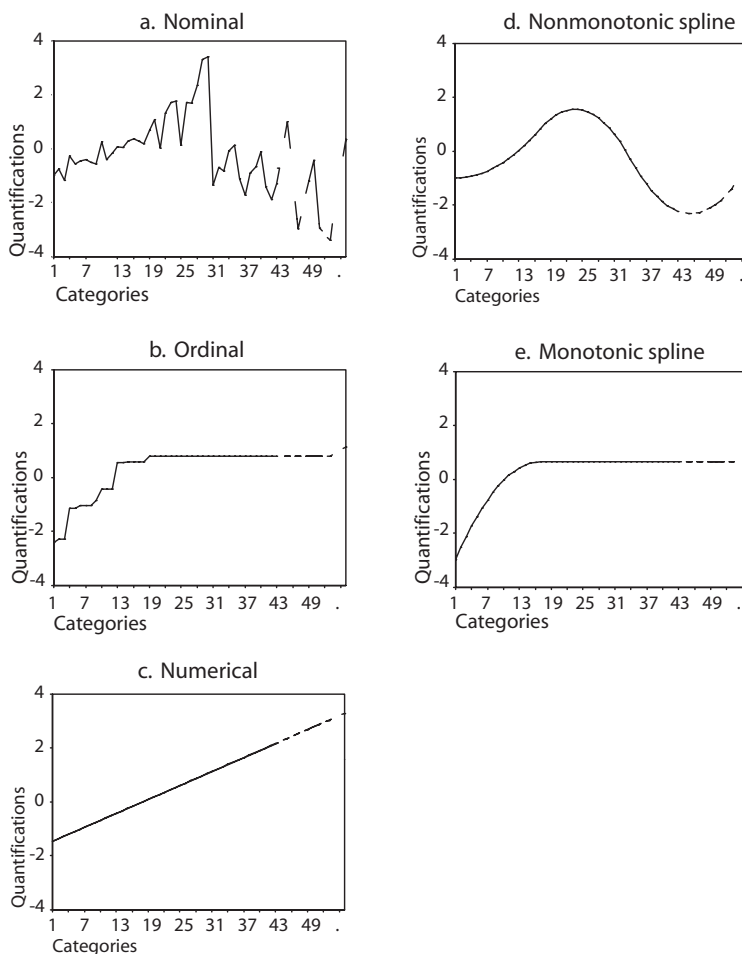 a. Nominal
4
2
0
-2
-4
Quantifications
1 7 13 19 25 31 37 43 49 .
Categories
b. Ordinal
4
2
0
-2
-4
Quantifications
1 7 13 19 25 31 37 43 49 .
Categories
c. Numerical
4
2
0
-2
-4
Quantifications
1 7 13 19 25 31 37 43 49 .
Categories
d. Nonmonotonic spline
4
2
0
-2
-4
Quantifications
1 7 13 19 25 31 37 43 49 .
Categories
e. Monotonic spline
4
2
0
-2
-4
Quantifications
1 7 13 19 25 31 37 43 49 .
Categories